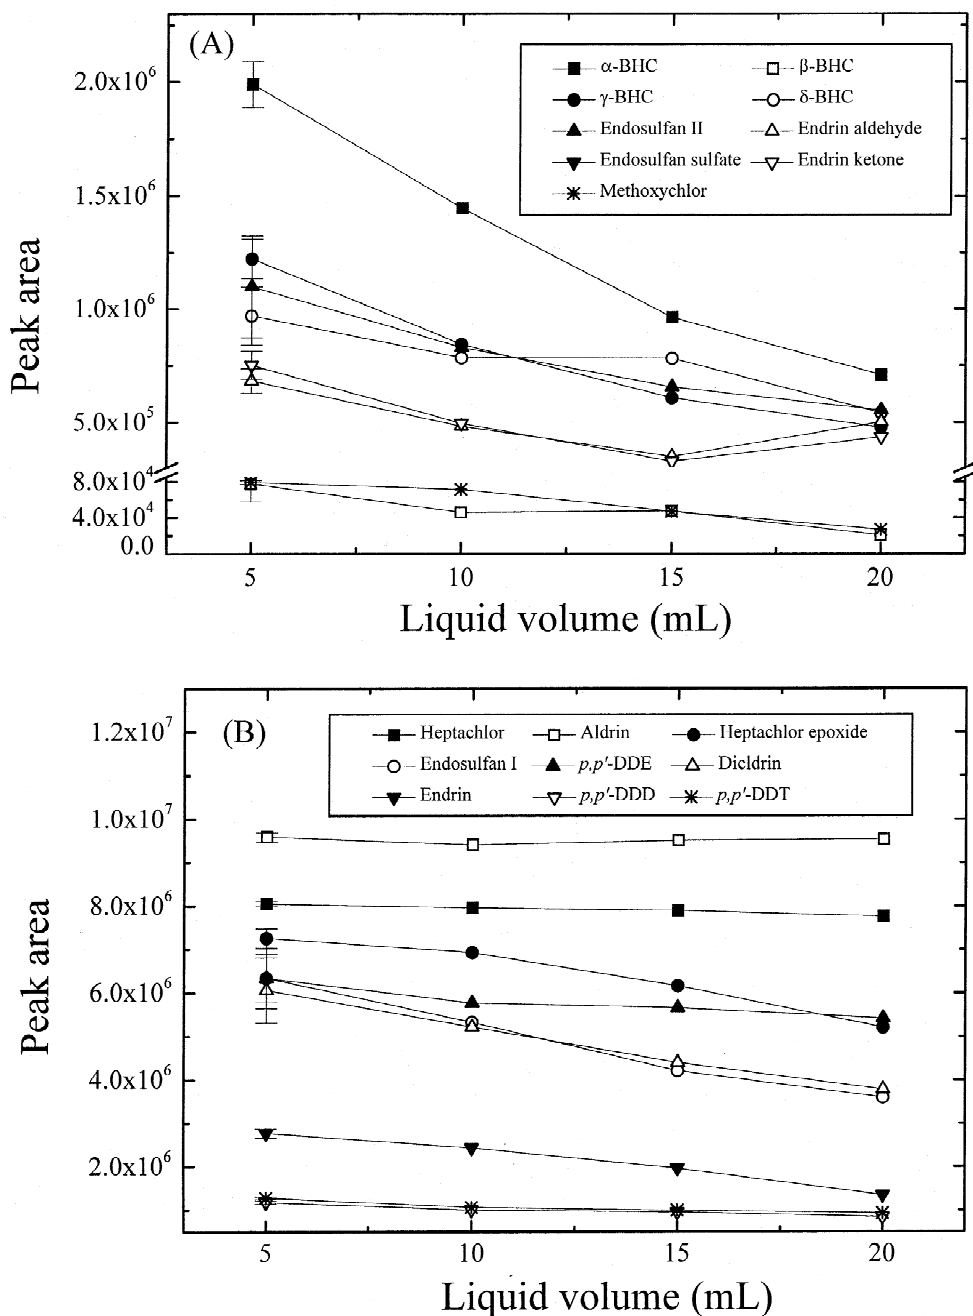 (A)
α-BHC β-BHC
γ-BHC δ-BHC
Endosulfan II Endrin aldehyde
Endosulfan sulfate Endrin ketone
Methoxychlor
Peak area
2.0x10⁶
1.5x10⁶
1.0x10⁶
5.0x10⁵
8.0x10⁴
4.0x10⁴
0.0
5 10 15 20
Liquid volume (mL)
(B)
Heptachlor Aldrin Heptachlor epoxide
Endosulfan I p,p'-DDE Dieldrin
Endrin p,p'-DDD p,p'-DDT
Peak area
1.2x10⁷
1.0x10⁷
8.0x10⁶
6.0x10⁶
4.0x10⁶
2.0x10⁶
5 10 15 20
Liquid volume (mL)